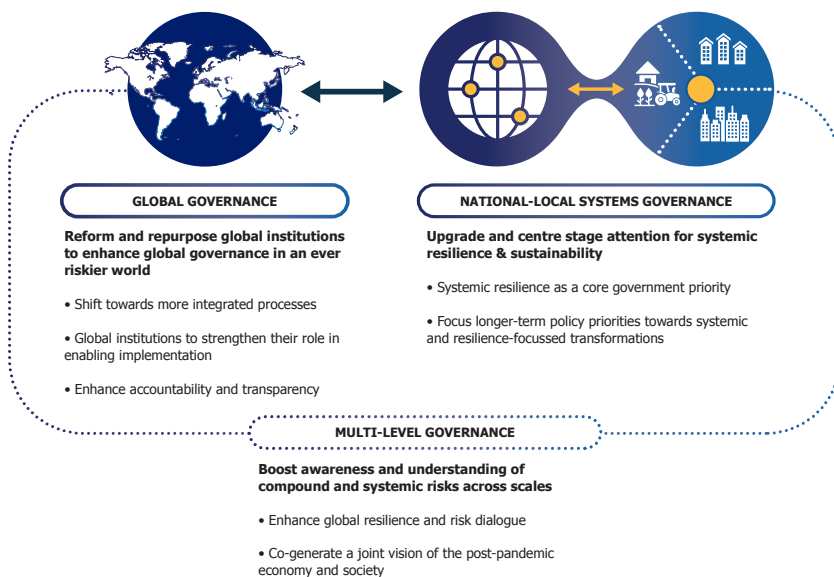 GLOBAL GOVERNANCE
Reform and repurpose global institutions
to enhance global governance in an ever
riskier world
• Shift towards more integrated processes
• Global institutions to strengthen their role in
enabling implementation
• Enhance accountability and transparency
NATIONAL-LOCAL SYSTEMS GOVERNANCE
Upgrade and centre stage attention for systemic
resilience & sustainability
• Systemic resilience as a core government priority
• Focus longer-term policy priorities towards systemic
and resilience-focussed transformations
MULTI-LEVEL GOVERNANCE
Boost awareness and understanding of
compound and systemic risks across scales
• Enhance global resilience and risk dialogue
• Co-generate a joint vision of the post-pandemic
economy and society